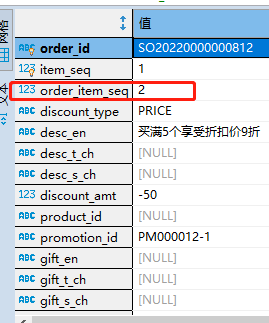 值
ABC order_id SO20220000000812
123 item_seq 1
123 order_item_seq 2
ABC discount_type PRICE
ABC desc_en 买满5个享受折扣价9折
ABC desc_t_ch [NULL]
ABC desc_s_ch [NULL]
123 discount_amt -50
ABC product_id [NULL]
ABC promotion_id PM000012-1
ABC gift_en [NULL]
ABC gift_t_ch [NULL]
ABC gift_s_ch [NULL]
网格
文本